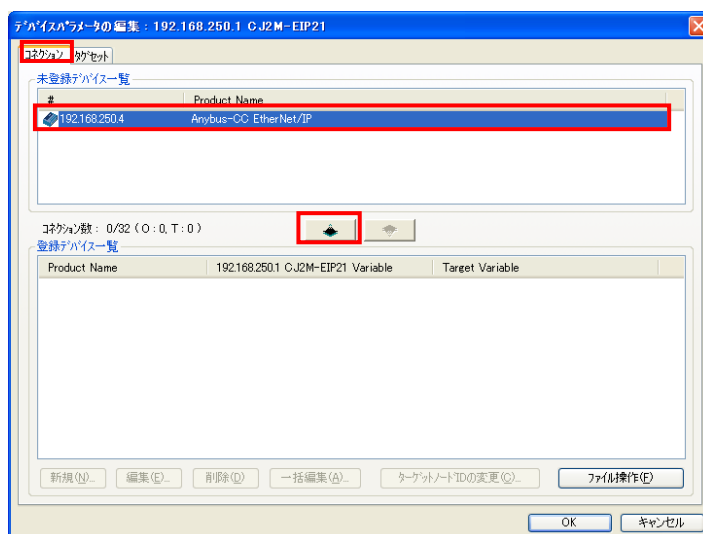 デバイスパラメータの編集 : 192.168.250.1 CJ2M-EIP21
コネクション タグセット
未登録デバイス一覧
# Product Name
192.168.250.4 Anybus-CC EtherNet/IP
コネクション数 : 0/32 ( O : 0, T : 0 )
登録デバイス一覧
Product Name 192.168.250.1 CJ2M-EIP21 Variable Target Variable
新規(N)... 編集(E)... 削除(D) 一括編集(A)... ターゲットノードIDの変更(C)... ファイル操作(F)
OK キャンセル